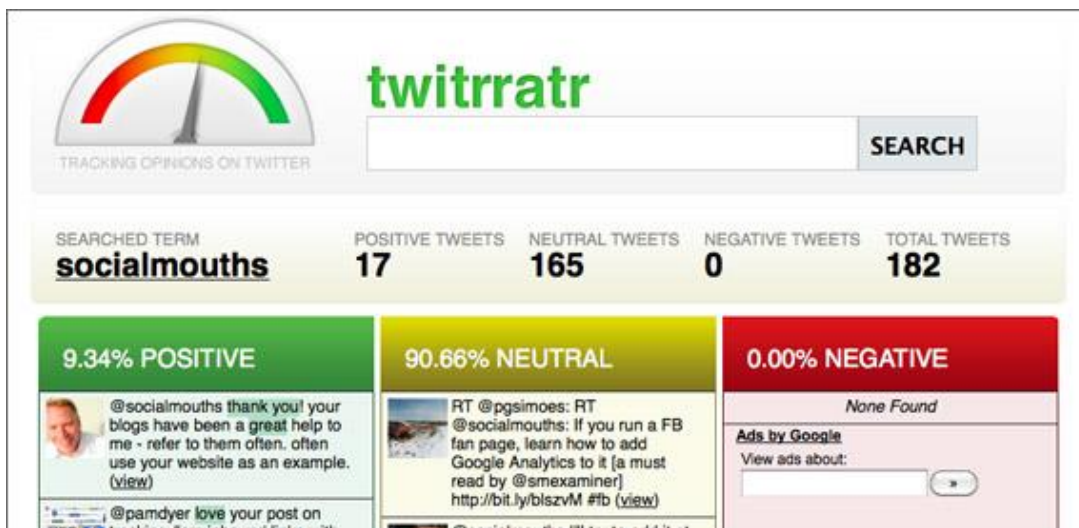 twitrratr
SEARCH
TRACKING OPINIONS ON TWITTER
SEARCHED TERM
socialmouths
POSITIVE TWEETS
17
NEUTRAL TWEETS
165
NEGATIVE TWEETS
0
TOTAL TWEETS
182
9.34% POSITIVE
@socialmouths thank you! your
blogs have been a great help to
me - refer to them often. often
use your website as an example.
(view)
@pamdyer love your post on
90.66% NEUTRAL
RT @pgsimoes: RT
@socialmouths: If you run a FB
fan page, learn how to add
Google Analytics to it [a must
read by @smexaminer]
http://bit.ly/blszvM #fb (view)
0.00% NEGATIVE
None Found
Ads by Google
View ads about:
»